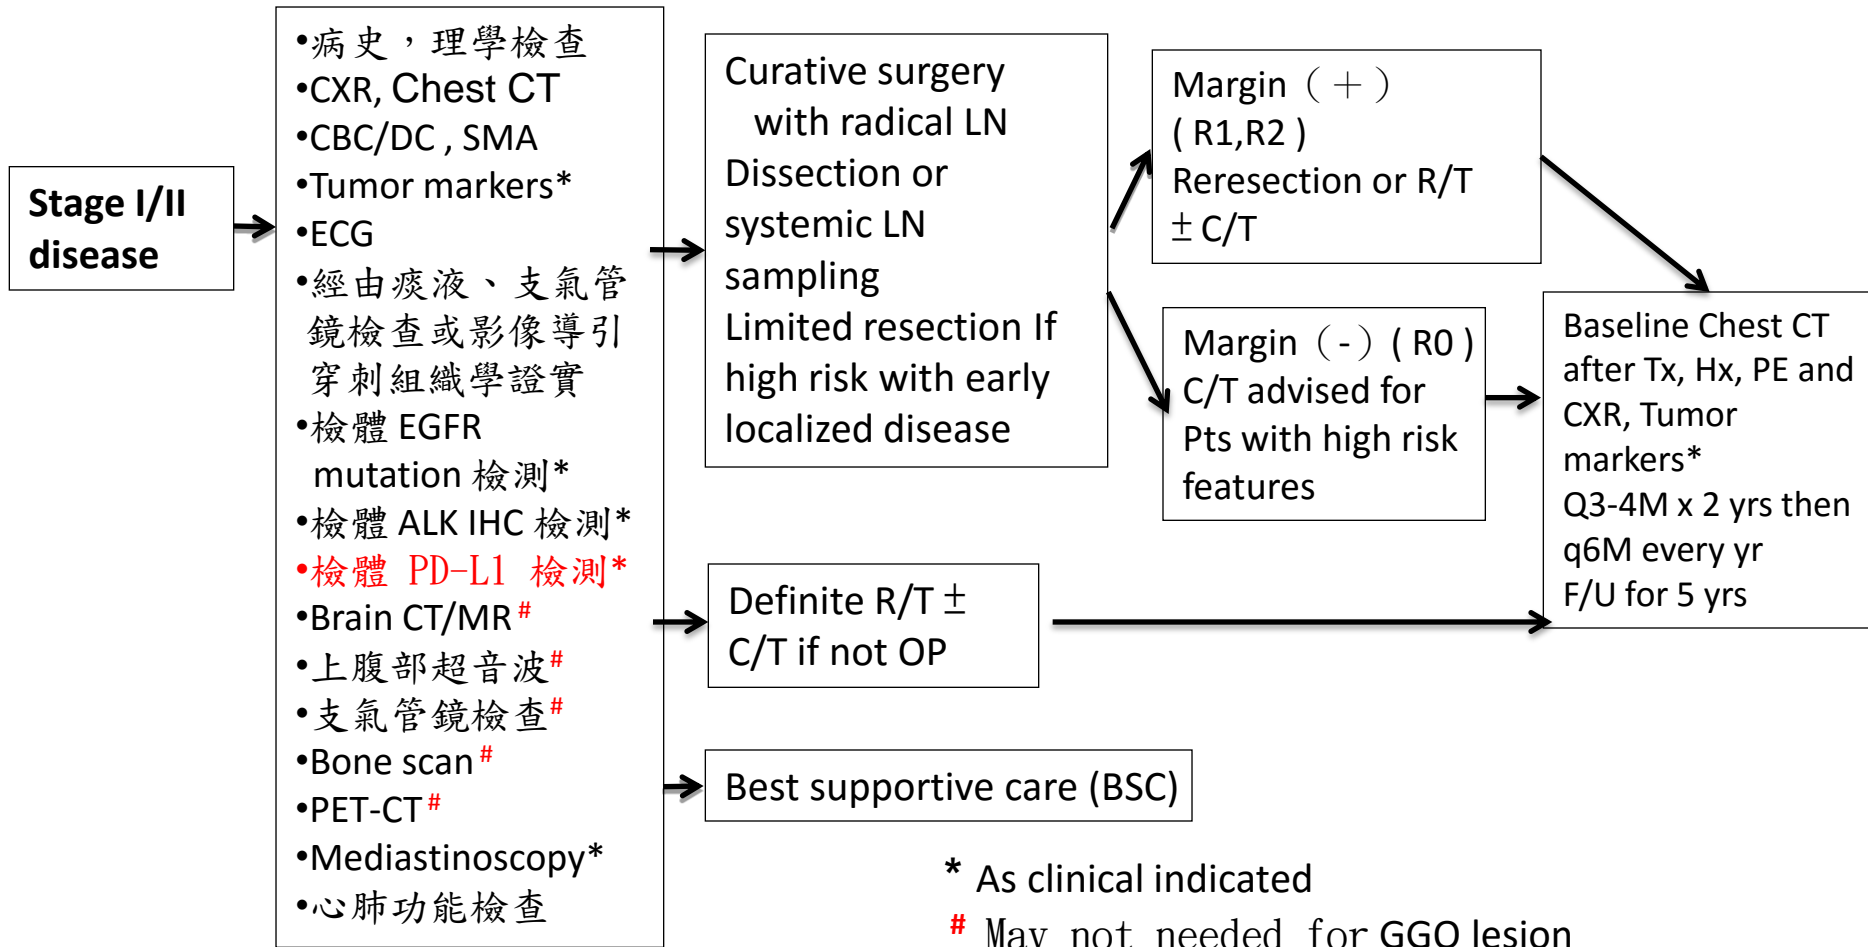 Stage I/II
disease
•病史，理學檢查
•CXR, Chest CT
•CBC/DC , SMA
•Tumor markers*
•ECG
•經由痰液、支氣管
鏡檢查或影像導引
穿刺組織學證實
•檢體 EGFR
mutation 檢測*
•檢體 ALK IHC 檢測*
•檢體 PD-L1 檢測*
•Brain CT/MR#
•上腹部超音波#
•支氣管鏡檢查#
•Bone scan#
•PET-CT#
•Mediastinoscopy*
•心肺功能檢查
Curative surgery
with radical LN
Dissection or
systemic LN
sampling
Limited resection If
high risk with early
localized disease
Definite R/T ±
C/T if not OP
Best supportive care (BSC)
Margin（＋）
( R1,R2 )
Reresection or R/T
± C/T
Margin（-）( R0 )
C/T advised for
Pts with high risk
features
Baseline Chest CT
after Tx, Hx, PE and
CXR, Tumor
markers*
Q3-4M x 2 yrs then
q6M every yr
F/U for 5 yrs
* As clinical indicated
# May not needed for GGO lesion